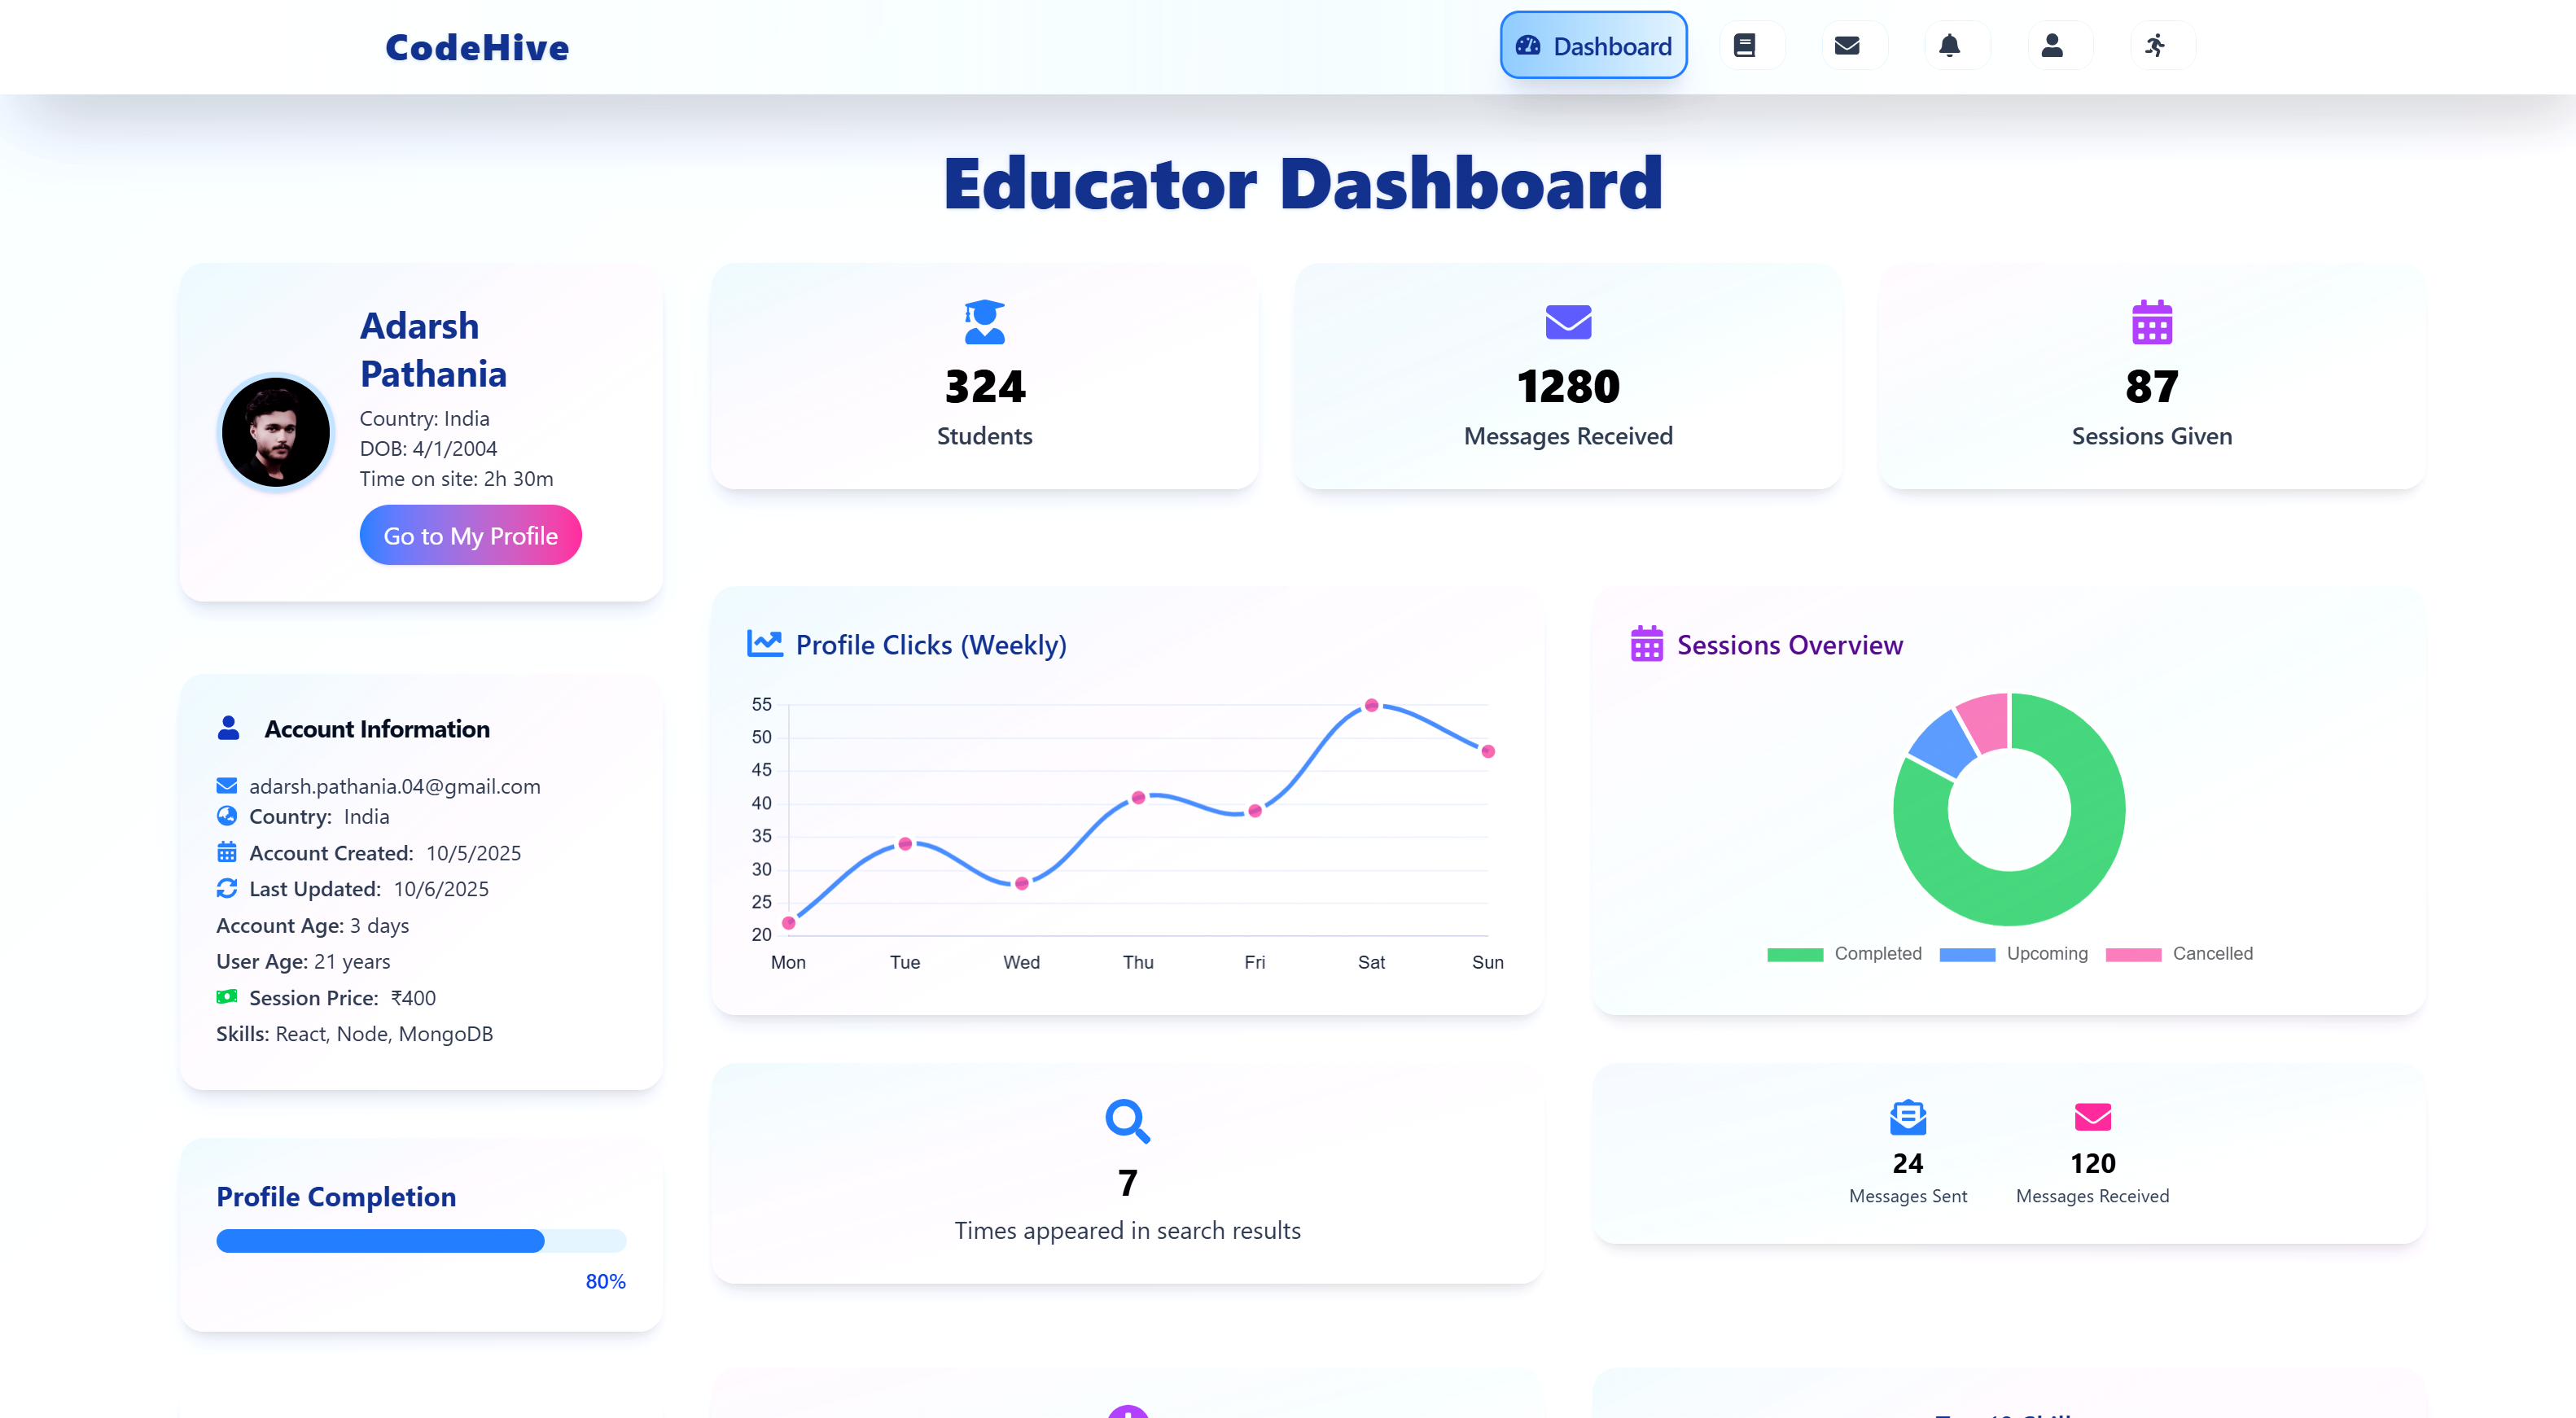 CodeHive
Dashboard
Educator Dashboard
Adarsh
Pathania
Country: India
DOB: 4/1/2004
Time on site: 2h 30m
Go to My Profile
324
Students
1280
Messages Received
87
Sessions Given
Account Information
adarsh.pathania.04@gmail.com
Country: India
Account Created: 10/5/2025
Last Updated: 10/6/2025
Account Age: 3 days
User Age: 21 years
Session Price: ₹400
Skills: React, Node, MongoDB
Profile Completion
80%
Profile Clicks (Weekly)
55
50
45
40
35
30
25
20
Mon Tue Wed Thu Fri Sat Sun
Sessions Overview
Completed Upcoming Cancelled
7
Times appeared in search results
24
Messages Sent
120
Messages Received